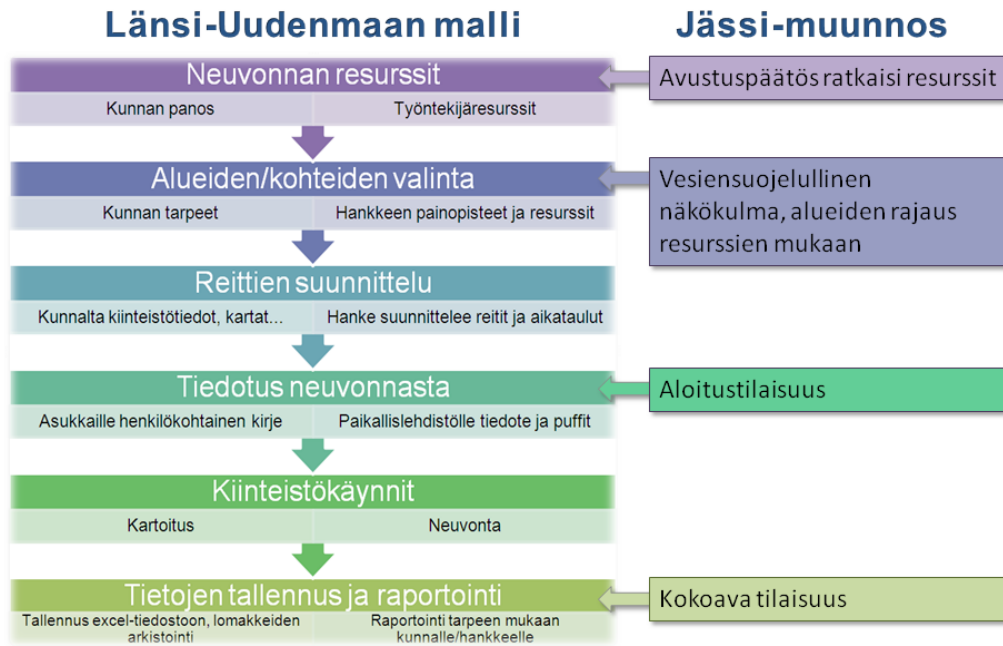 Länsi-Uudenmaan malli
Jässi-muunnos
Neuvonnan resurssit
Avustuspäätös ratkaisi resurssit
Kunnan panos
Työntekijäresurssit
Alueiden/kohteiden valinta
Vesiensuojelullinen
näkökulma, alueiden rajaus
resurssien mukaan
Kunnan tarpeet
Hankkeen painopisteet ja resurssit
Reittien suunnittelu
Kunnalta kiinteistötiedot, kartat...
Hanke suunnittelee reitit ja aikataulut
Tiedotus neuvonnasta
Aloitustilaisuus
Asukkaille henkilökohtainen kirje
Paikallislehdistölle tiedote ja puffit
Kiinteistökäynnit
Kartoitus
Neuvonta
Tietojen tallennus ja raportointi
Kokoava tilaisuus
Tallennus excel-tiedostoon, lomakkeiden
arkistointi
Raportointi tarpeen mukaan
kunnalle/hankkeelle